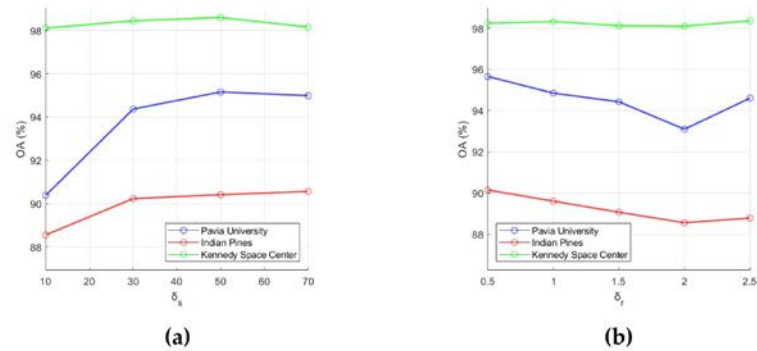 98
96
94
92
90
88
OA (%)
10 20 30 40 50 60 70
δs
Pavia University
Indian Pines
Kennedy Space Center
(a)
98
96
94
92
90
88
OA (%)
0.5 1 1.5 2 2.5
δr
Pavia University
Indian Pines
Kennedy Space Center
(b)